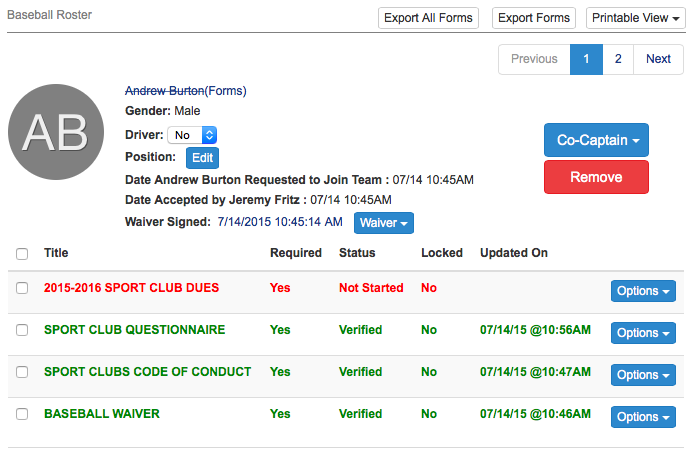 Baseball Roster Export All Forms Export Forms Printable View
Previous 1 2 Next
AB
Andrew Burton(Forms)
Gender: Male
Driver: No
Position: Edit
Co-Captain
Remove
Date Andrew Burton Requested to Join Team : 07/14 10:45AM
Date Accepted by Jeremy Fritz : 07/14 10:45AM
Waiver Signed: 7/14/2015 10:45:14 AM Waiver
Title Required Status Locked Updated On
2015-2016 SPORT CLUB DUES Yes Not Started No Options
SPORT CLUB QUESTIONNAIRE Yes Verified No 07/14/15 @10:56AM Options
SPORT CLUBS CODE OF CONDUCT Yes Verified No 07/14/15 @10:47AM Options
BASEBALL WAIVER Yes Verified No 07/14/15 @10:46AM Options